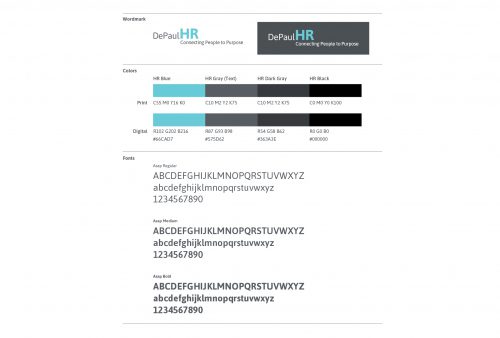 Wordmark
DePaulHR
Connecting People to Purpose
DePaulHR
Connecting People to Purpose
Colors
HR Blue HR Gray (Text) HR Dark Gray HR Black
Print C55 M0 Y16 K0 C10 M2 Y2 K75 C10 M2 Y2 K75 C0 M0 Y0 K100
Digital R102 G202 B216 R87 G93 B98 R54 G58 B62 R0 G0 B0
#66CAD7 #575D62 #363A3E #000000
Fonts
Asap Regular
ABCDEFGHIJKLMNOPQRSTUVWXYZ
abcdefghijklmnopqrstuvwxyz
1234567890
Asap Medium
ABCDEFGHIJKLMNOPQRSTUVWXYZ
abcdefghijklmnopqrstuvwxyz
1234567890
Asap Bold
ABCDEFGHIJKLMNOPQRSTUVWXYZ
abcdefghijklmnopqrstuvwxyz
1234567890